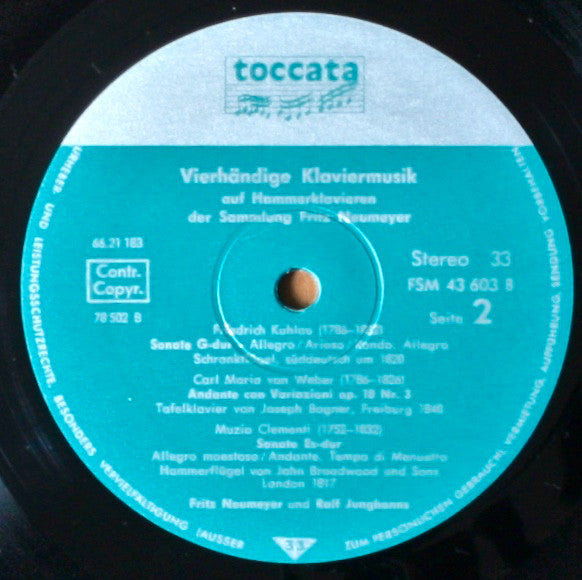 toccata
Vierhändige Klaviermusik
auf Hammerklavieren
der Sammlung Fritz Neumeyer
66.21 183
Contr.
Copyr.
78 502 B
Stereo 33
FSM 43 603 B
Seite 2
Friedrich Kuhlau (1786-1832)
Sonate G-dur Allegro/Arioso/Rondo. Allegro
süddeutsch um 1820
Carl Maria von Weber (1786-1826)
Andante con Variazioni op. 10 Nr. 3
Tafelklavier von Joseph Bagner, Freiburg 1840
Muzio Clementi (1752-1832)
Sonate Es-dur
Allegro maestoso/Andante. Tempo di Menuetto
Hammerflügel von John Broadwood and Sons
London 1817
Fritz Neumeyer und Rolf Junghanns
URHEBER- UND LEISTUNGSSCHUTZRECHTE, BESONDERS VERVIELFÄLTIGUNG (AUSSER
ZUM PERSÖNLICHEN GEBRAUCH), VERMIETUNG, AUFFÜHRUNG, SENDUNG VORBEHALTEN
33